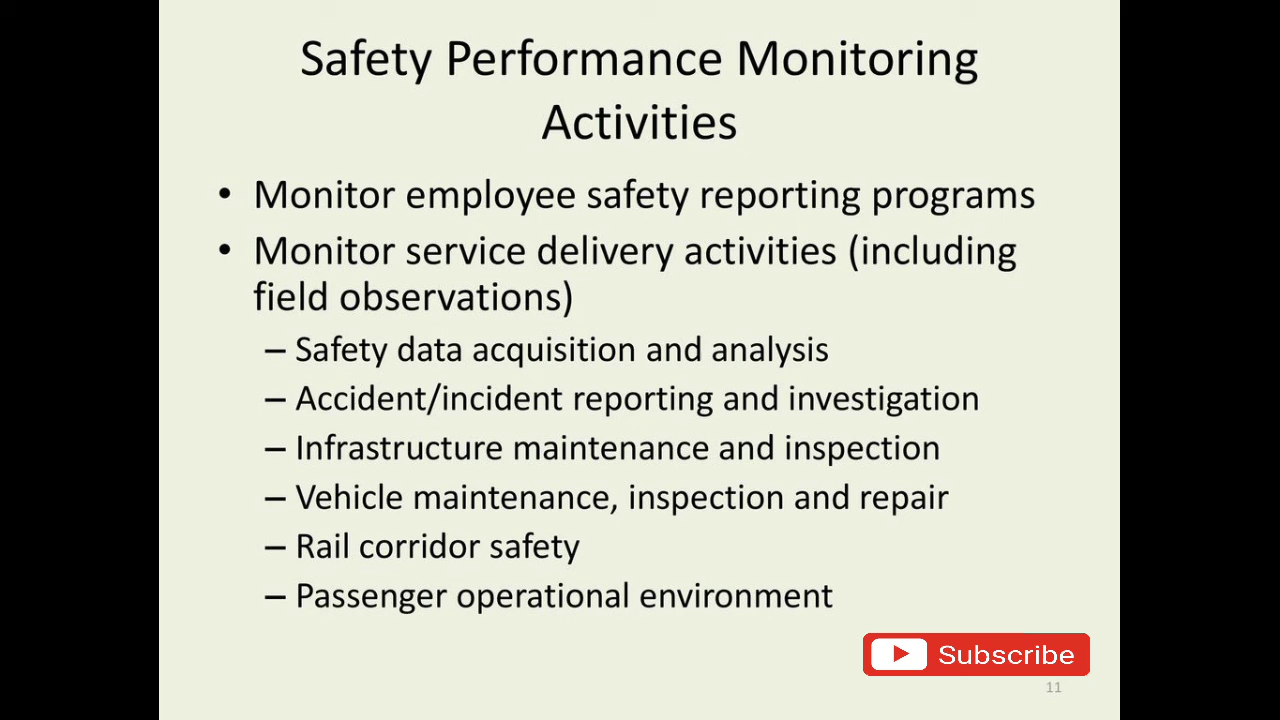 Safety Performance Monitoring
Activities
• Monitor employee safety reporting programs
• Monitor service delivery activities (including
field observations)
– Safety data acquisition and analysis
– Accident/incident reporting and investigation
– Infrastructure maintenance and inspection
– Vehicle maintenance, inspection and repair
– Rail corridor safety
– Passenger operational environment
Subscribe
11